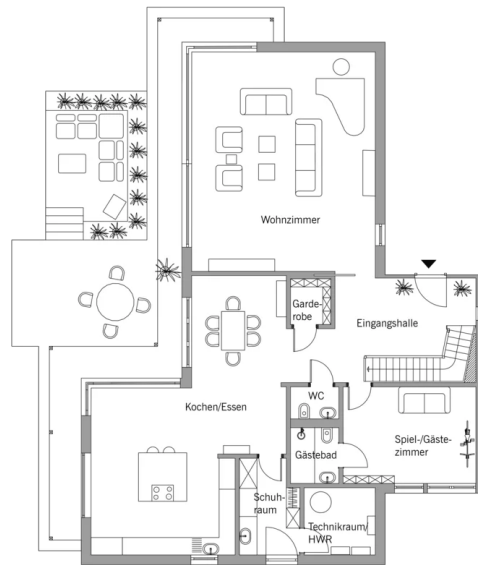 Wohnzimmer
Garde-
robe
Eingangshalle
WC
Kochen/Essen
Gästebad
Spiel-/Gäste-
zimmer
Schuh-
raum
Technikraum/
HWR